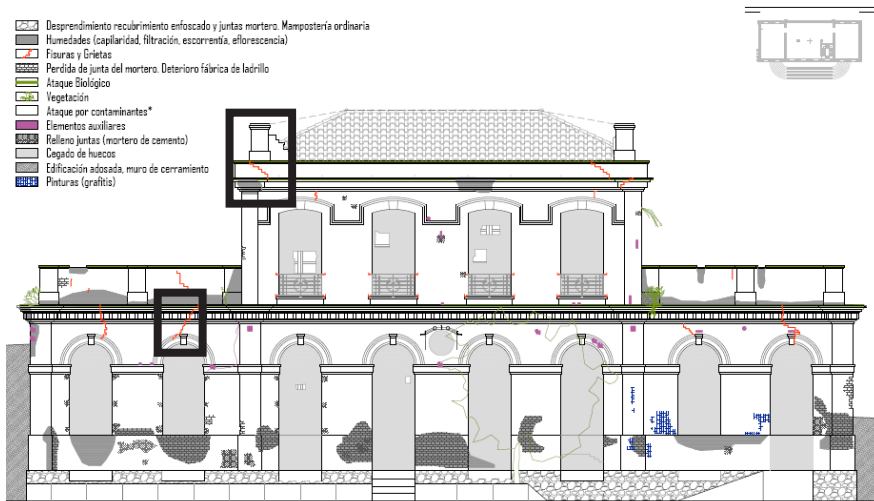 Desprendimiento recubrimiento enfoscado y juntas mortero. Mampostería ordinaria
Humedades (capilaridad, filtración, escorrentía, eflorescencia)
Fisuras y Grietas
Perdida de junta del mortero. Deterioro fábrica de ladrillo
Ataque Biológico
Vegetación
Ataque por contaminantes*
Elementos auxiliares
Relleno juntas (mortero de cemento)
Cegado de huecos
Edificación adosada, muro de cerramiento
Pinturas (grafitis)